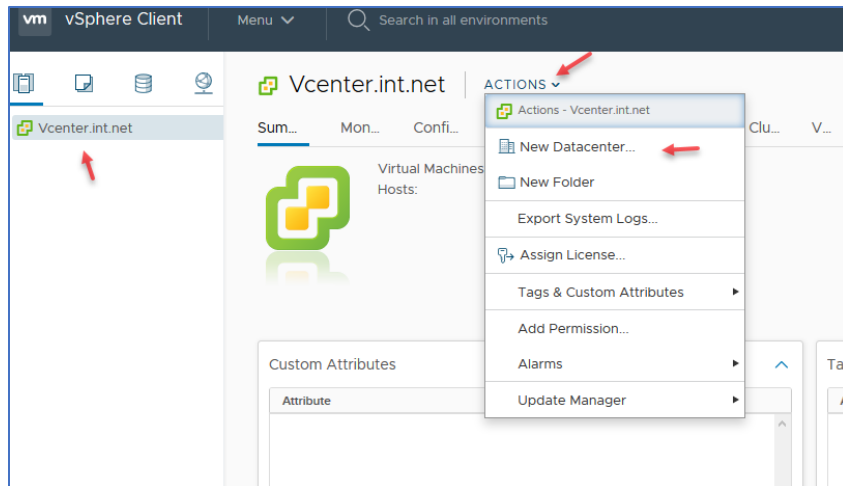 vm vSphere Client Menu Search in all environments
Vcenter.int.net ACTIONS
Vcenter.int.net
Actions - Vcenter.int.net
Sum... Mon... Confi... Clu... V...
New Datacenter...
Virtual Machines
Hosts:
New Folder
Export System Logs...
Assign License...
Tags & Custom Attributes
Add Permission...
Custom Attributes
Alarms
Ta
Attribute
Update Manager
A